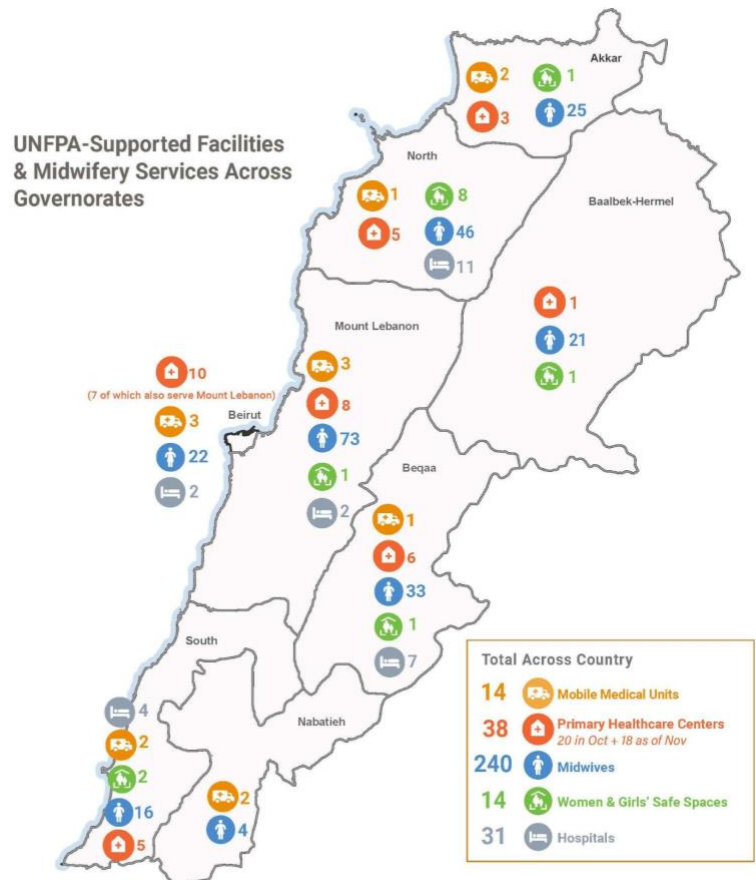 UNFPA-Supported Facilities
& Midwifery Services Across
Governorates
Akkar
2
1
3
25
North
1
8
5
46
11
Baalbek-Hermel
1
21
1
Mount Lebanon
3
8
73
1
2
10
(7 of which also serve Mount Lebanon)
Beirut
3
22
2
Beqaa
1
6
33
1
7
South
4
2
2
16
5
Nabatieh
2
4
Total Across Country
14 Mobile Medical Units
38 Primary Healthcare Centers
20 in Oct + 18 as of Nov
240 Midwives
14 Women & Girls' Safe Spaces
31 Hospitals